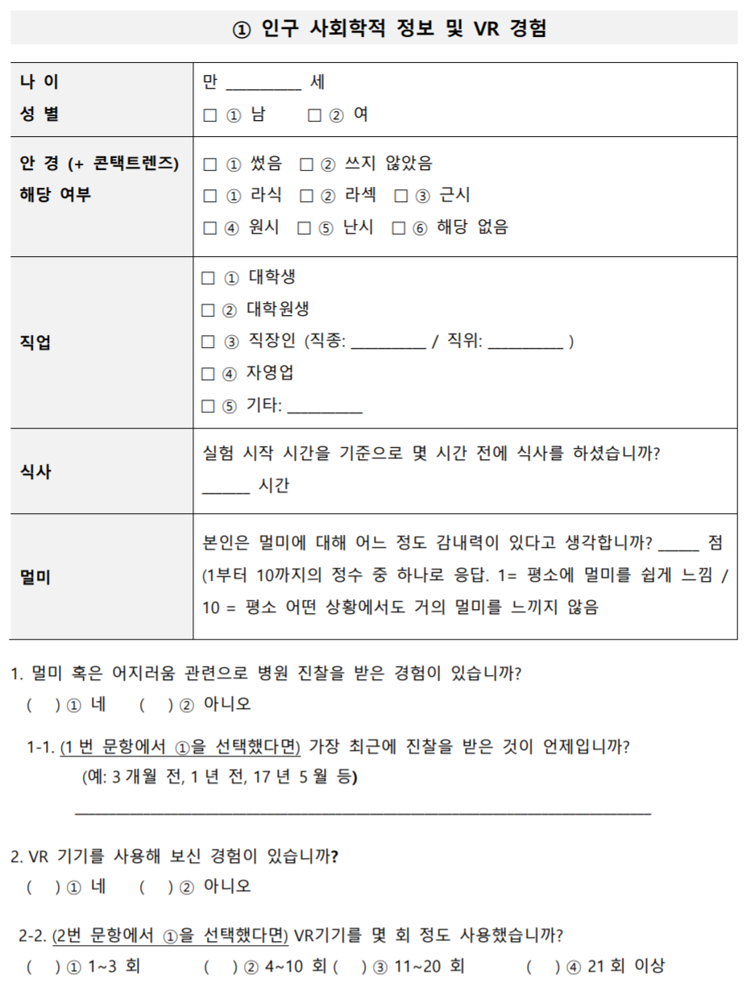 ① 인구 사회학적 정보 및 VR 경험
나 이
만 ___________ 세
성 별
□ ① 남 □ ② 여
안 경 (+ 콘택트렌즈)
해당 여부
□ ① 썼음 □ ② 쓰지 않았음
□ ① 라식 □ ② 라섹 □ ③ 근시
□ ④ 원시 □ ⑤ 난시 □ ⑥ 해당 없음
직업
□ ① 대학생
□ ② 대학원생
□ ③ 직장인 (직종: ___________ / 직위: ___________ )
□ ④ 자영업
□ ⑤ 기타: ___________
식사
실험 시작 시간을 기준으로 몇 시간 전에 식사를 하셨습니까?
_______ 시간
멀미
본인은 멀미에 대해 어느 정도 감내력이 있다고 생각합니까? ______ 점
(1부터 10까지의 정수 중 하나로 응답. 1= 평소에 멀미를 쉽게 느낌 /
10 = 평소 어떤 상황에서도 거의 멀미를 느끼지 않음
1. 멀미 혹은 어지러움 관련으로 병원 진찰을 받은 경험이 있습니까?
( ) ① 네 ( ) ② 아니오
1-1. (1 번 문항에서 ①을 선택했다면) 가장 최근에 진찰을 받은 것이 언제입니까?
(예: 3 개월 전, 1 년 전, 17 년 5 월 등)
2. VR 기기를 사용해 보신 경험이 있습니까?
( ) ① 네 ( ) ② 아니오
2-2. (2번 문항에서 ①을 선택했다면) VR기기를 몇 회 정도 사용했습니까?
( ) ① 1~3 회 ( ) ② 4~10 회 ( ) ③ 11~20 회 ( ) ④ 21 회 이상